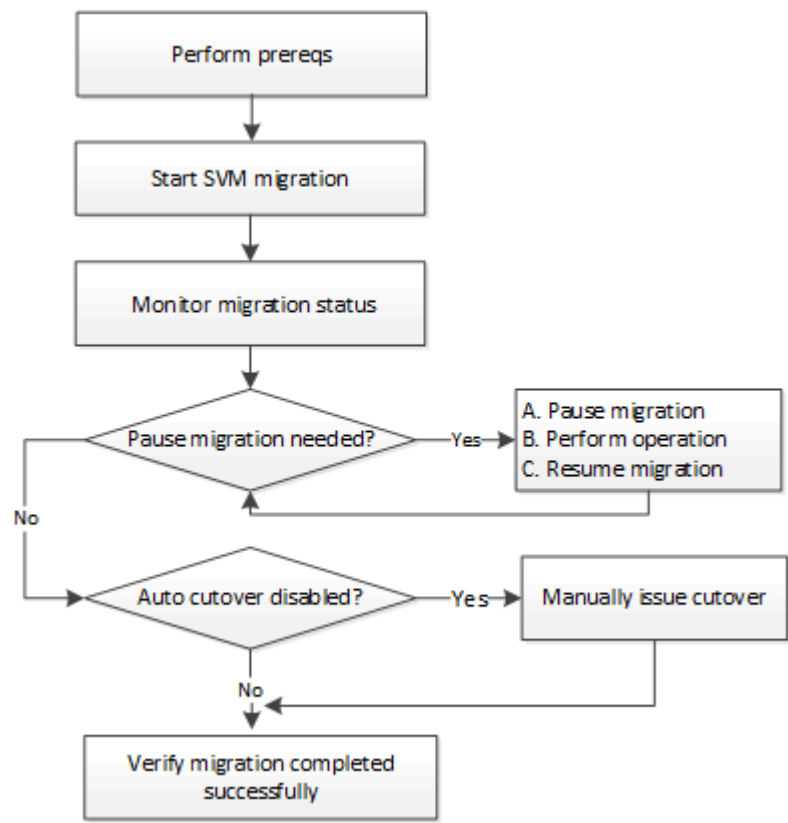 Perform prereqs
Start SVM migration
Monitor migration status
Pause migration needed?
Yes
A. Pause migration
B. Perform operation
C. Resume migration
No
Auto cutover disabled?
Yes
Manually issue cutover
No
Verify migration completed
successfully